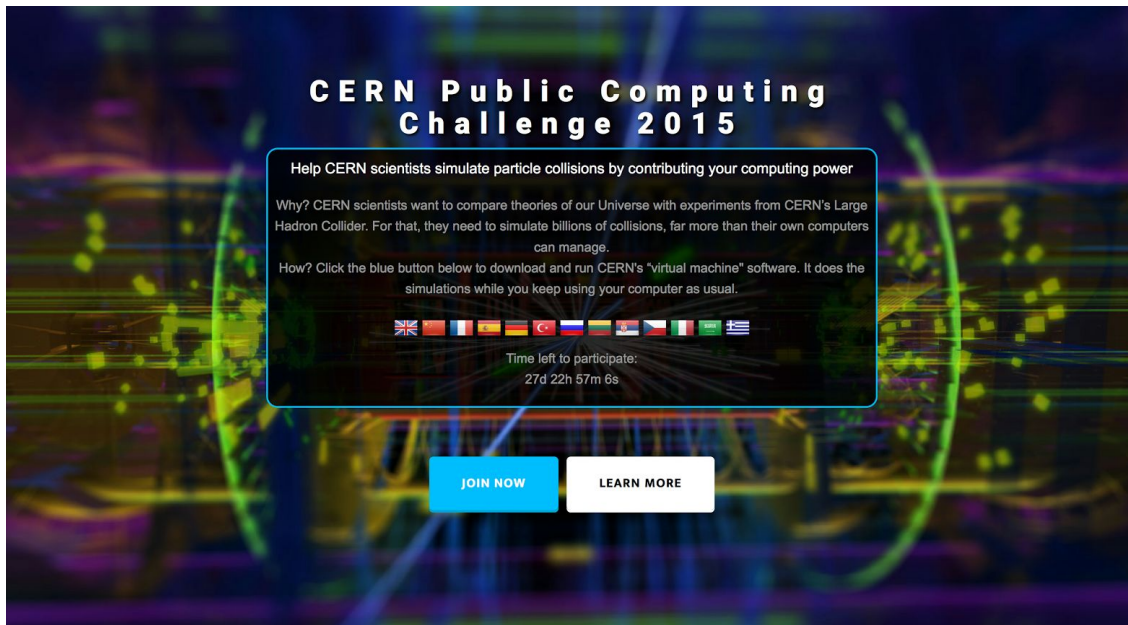 CERN Public Computing
Challenge 2015
Help CERN scientists simulate particle collisions by contributing your computing power
Why? CERN scientists want to compare theories of our Universe with experiments from CERN's Large
Hadron Collider. For that, they need to simulate billions of collisions, far more than their own computers
can manage.
How? Click the blue button below to download and run CERN's "virtual machine" software. It does the
simulations while you keep using your computer as usual.
Time left to participate:
27d 22h 57m 6s
JOIN NOW
LEARN MORE